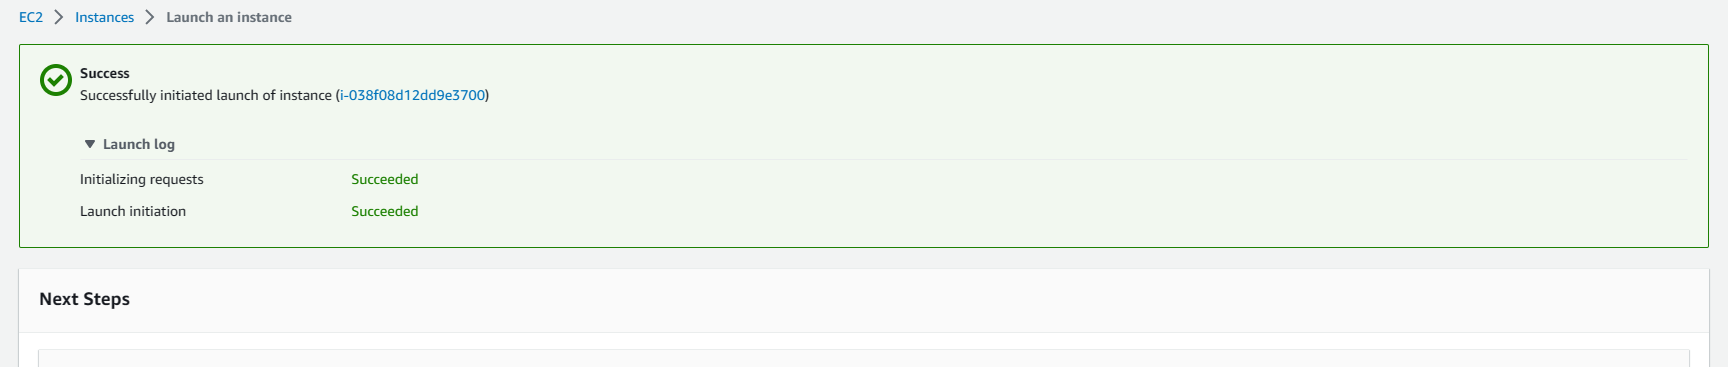 EC2 Instances Launch an instance
Success
Successfully initiated launch of instance (i-038f08d12dd9e3700)
Launch log
Initializing requests Succeeded
Launch initiation Succeeded
Next Steps